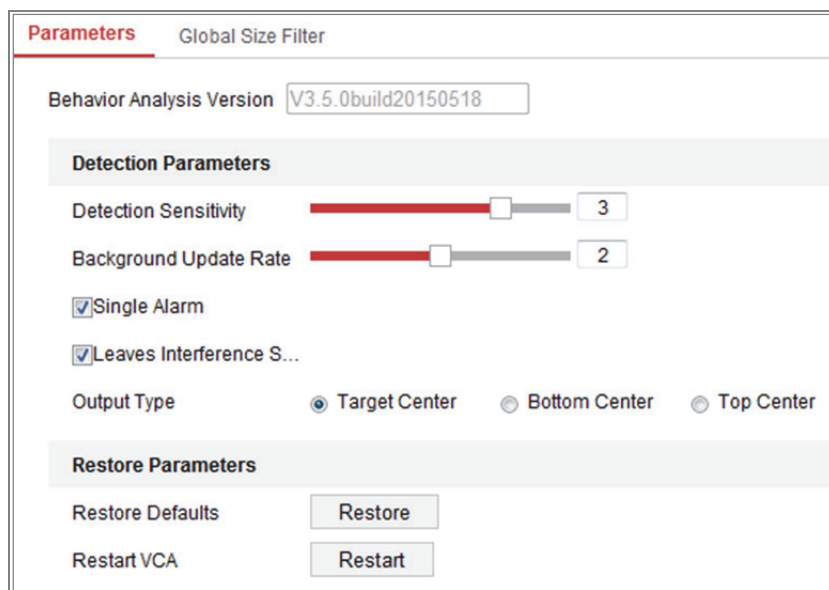 Parameters Global Size Filter
Behavior Analysis Version V3.5.0build20150518
Detection Parameters
Detection Sensitivity 3
Background Update Rate 2
Single Alarm
Leaves Interference S...
Output Type Target Center Bottom Center Top Center
Restore Parameters
Restore Defaults Restore
Restart VCA Restart